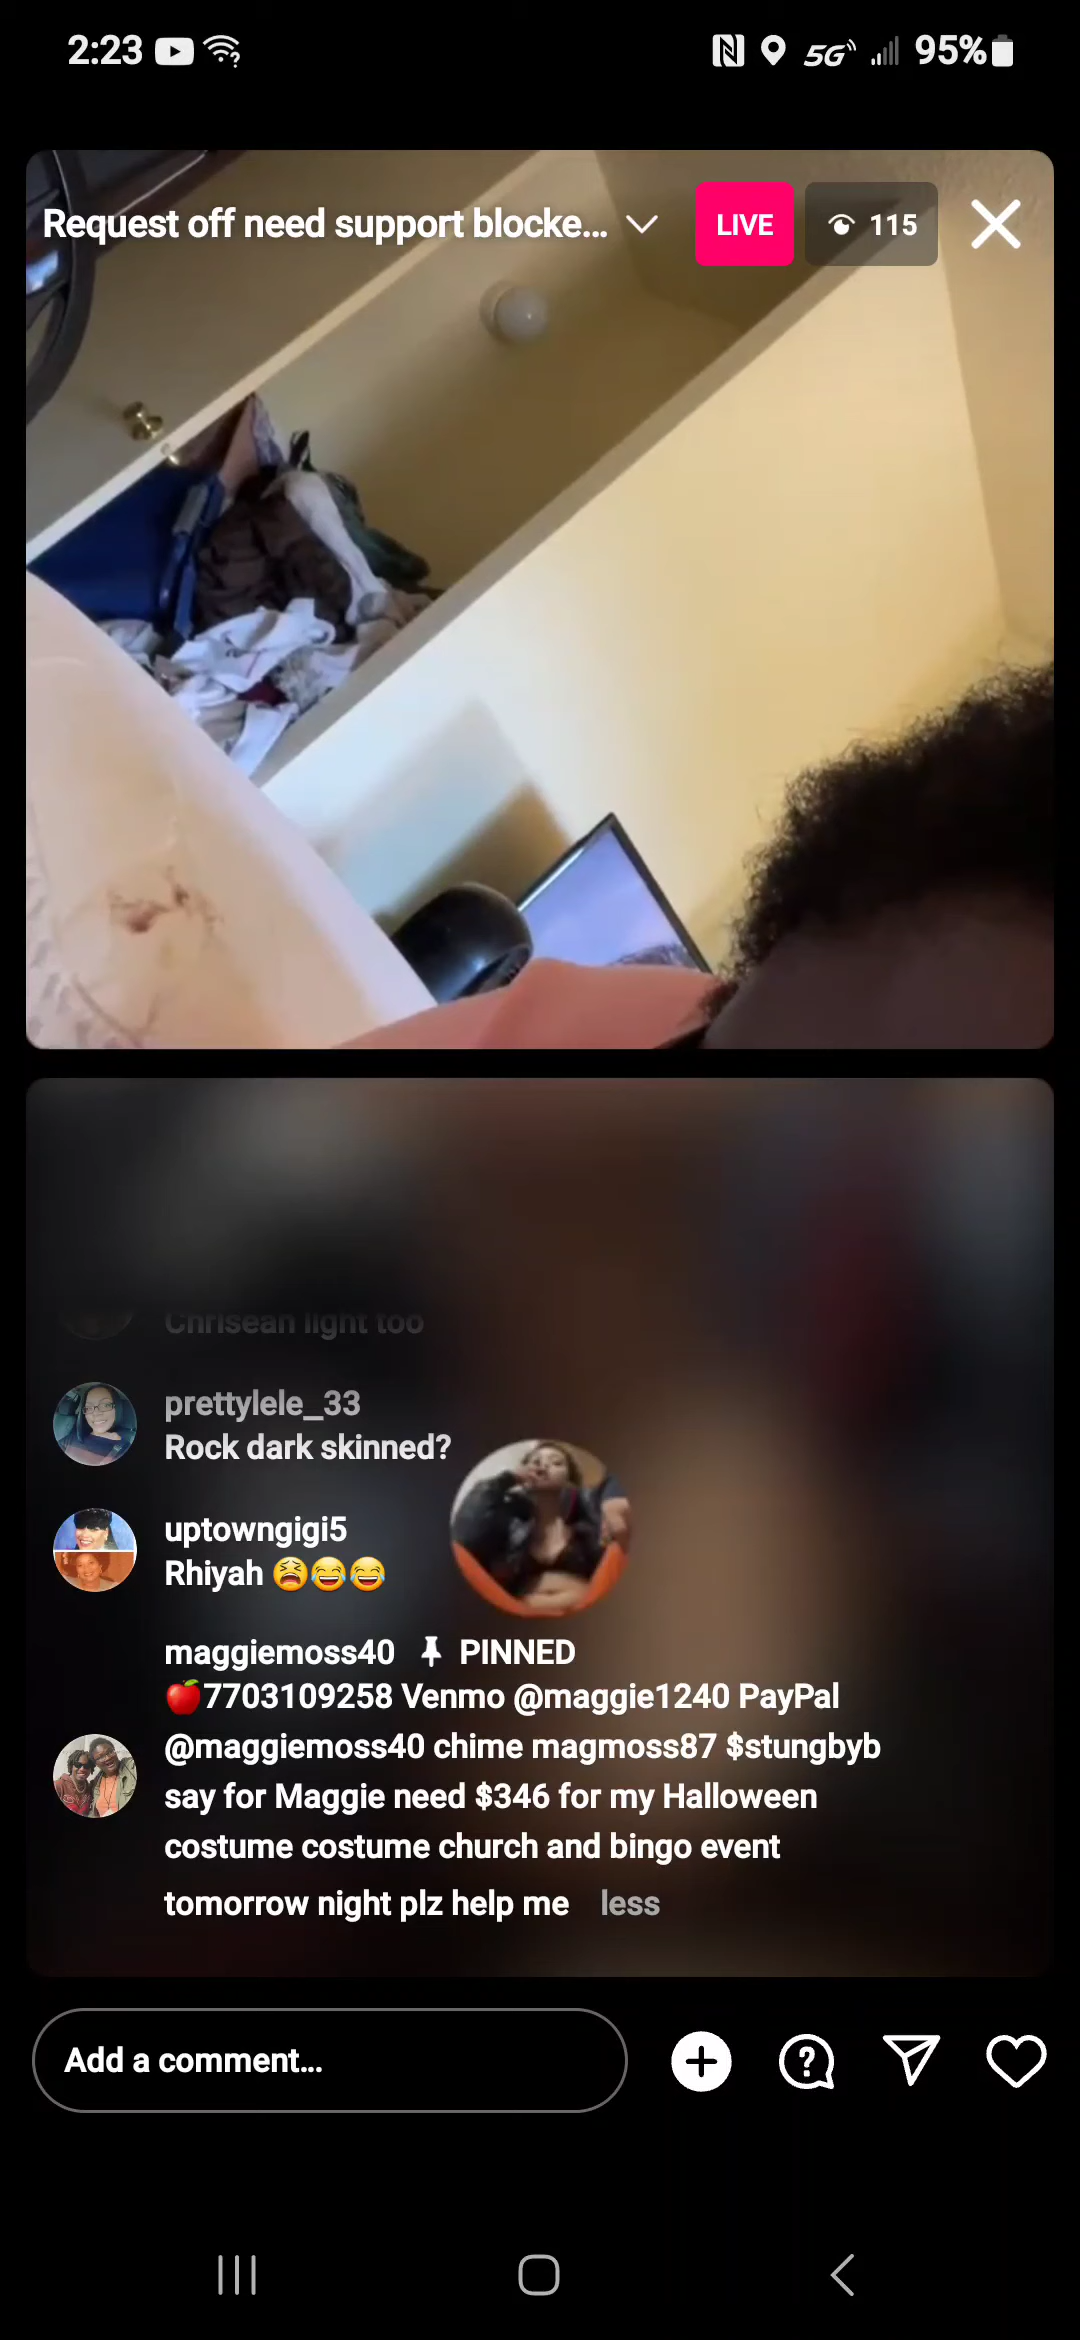 2:23
5G 95%
Request off need support blocke...
LIVE
115
Chrisean light too
prettylele_33
Rock dark skinned?
uptowngigi5
Rhiyah 😫😂😂
maggiemoss40 📌 PINNED
🍎7703109258 Venmo @maggie1240 PayPal
@maggiemoss40 chime magmoss87 $stungbyb
say for Maggie need $346 for my Halloween
costume costume church and bingo event
tomorrow night plz help me less
Add a comment...